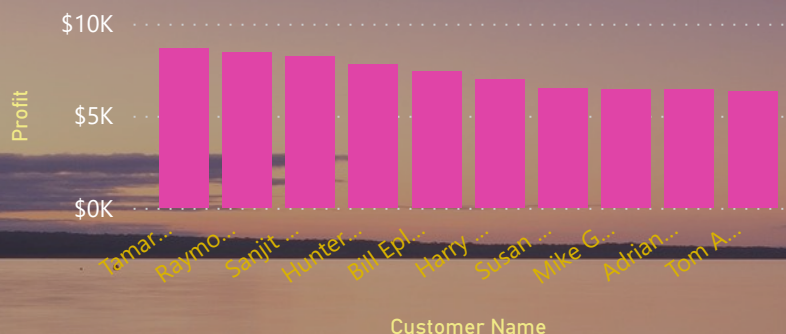 $10K
$5K
$0K
Profit
Tamar...
Raymo...
Sanjit ...
Hunter...
Bill Epl...
Harry ...
Susan ...
Mike G...
Adrian...
Tom A...
Customer Name